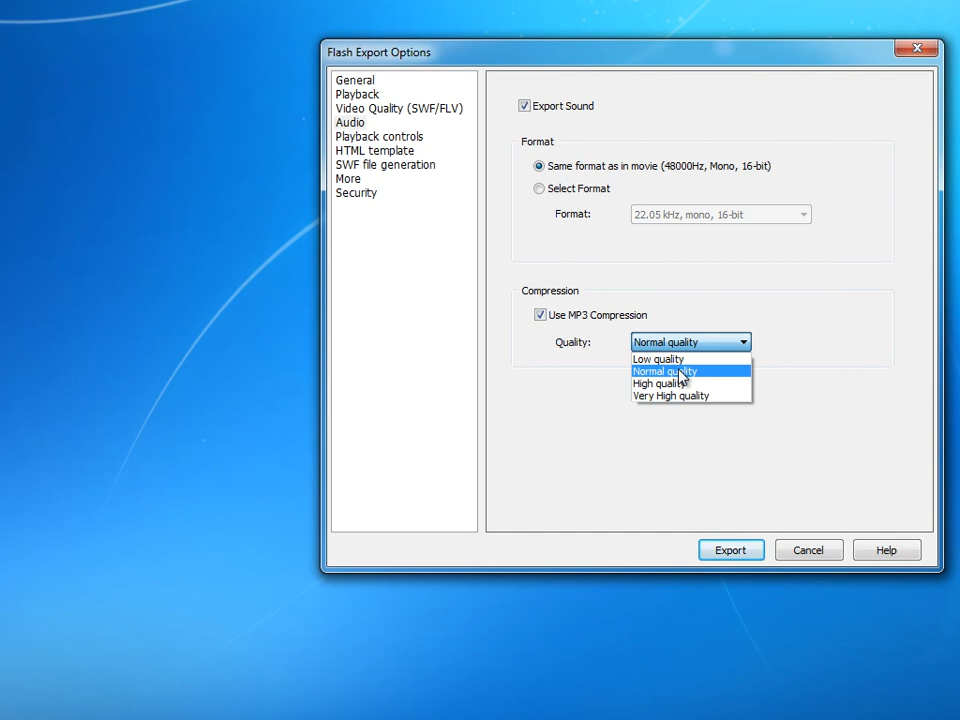 Flash Export Options
General
Playback
Video Quality (SWF/FLV)
Audio
Playback controls
HTML template
SWF file generation
More
Security
Export Sound
Format
Same format as in movie (48000Hz, Mono, 16-bit)
Select Format
Format: 22.05 kHz, mono, 16-bit
Compression
Use MP3 Compression
Quality: Normal quality
Low quality
Normal quality
High quality
Very High quality
Export Cancel Help